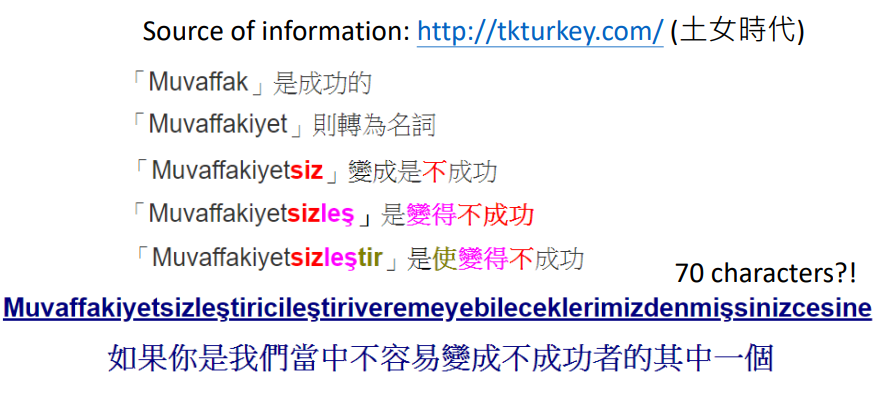 Source of information: http://tkturkey.com/ (土女時代)
「Muvaffak」是成功的
「Muvaffakiyet」則轉為名詞
「Muvaffakiyetsiz」變成是不成功
「Muvaffakiyetsizleş」是變得不成功
「Muvaffakiyetsizleştir」是使變得不成功
70 characters?!
Muvaffakiyetsizleştiricileştiriveremeyebileceklerimizdenmişsinizcesine
如果你是我們當中不容易變成不成功者的其中一個